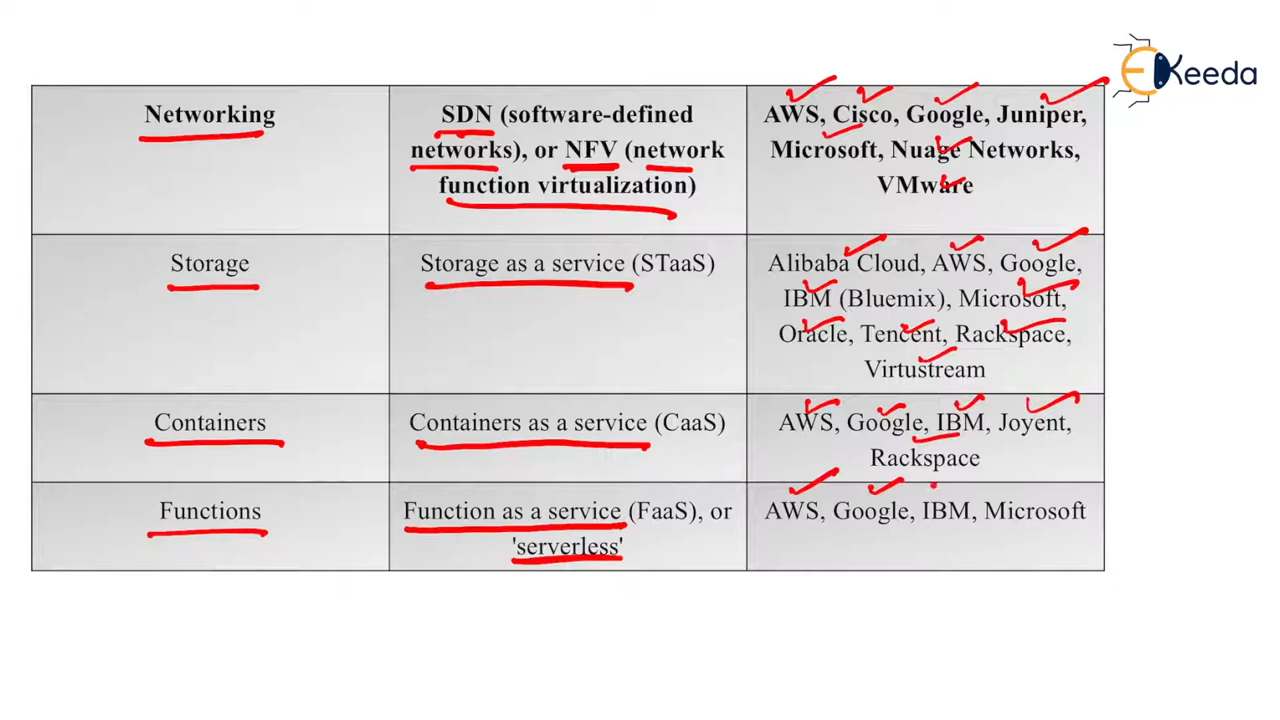 EKeeda
Networking
SDN (software-defined
networks), or NFV (network
function virtualization)
AWS, Cisco, Google, Juniper,
Microsoft, Nuage Networks,
VMware
Storage
Storage as a service (STaaS)
Alibaba Cloud, AWS, Google,
IBM (Bluemix), Microsoft,
Oracle, Tencent, Rackspace,
Virtustream
Containers
Containers as a service (CaaS)
AWS, Google, IBM, Joyent,
Rackspace
Functions
Function as a service (FaaS), or
'serverless'
AWS, Google, IBM, Microsoft